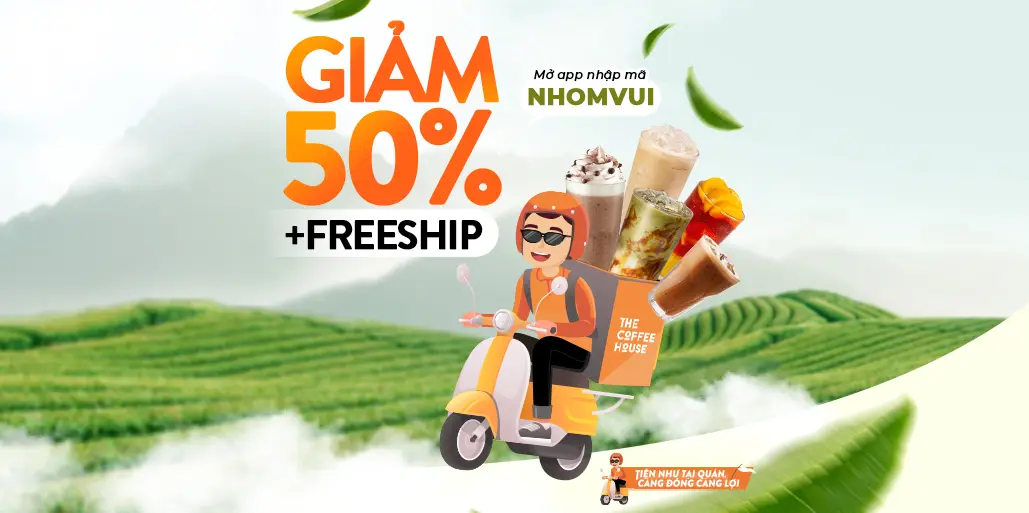 GIẢM
50%
+FREESHIP
Mở app nhập mã
NHOMVUI
THE
COFFEE
HOUSE
TIỆN NHƯ TẠI QUÁN,
CÀNG ĐÔNG CÀNG LỢI